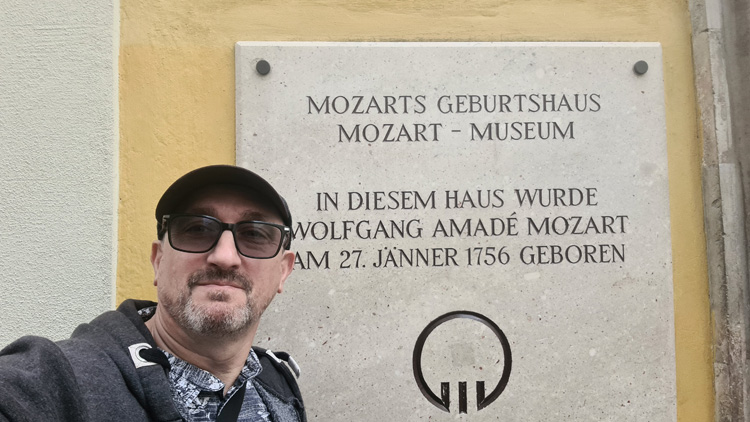 MOZARTS GEBURTSHAUS
MOZART - MUSEUM
IN DIESEM HAUS WURDE
WOLFGANG AMADÉ MOZART
AM 27. JÄNNER 1756 GEBOREN